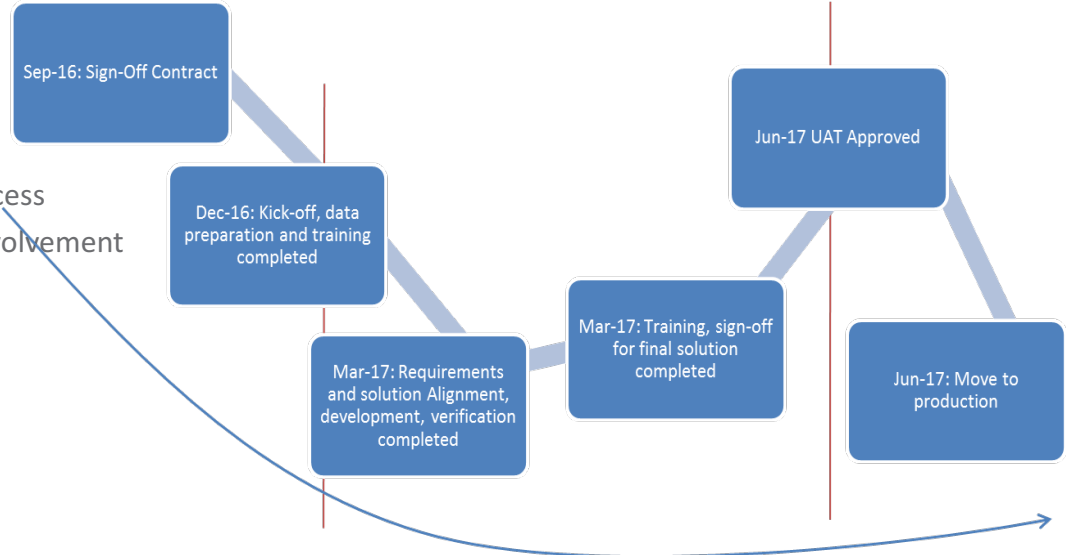 Sep-16: Sign-Off Contract
Dec-16: Kick-off, data
preparation and training
completed
Mar-17: Requirements
and solution Alignment,
development, verification
completed
Mar-17: Training, sign-off
for final solution
completed
Jun-17 UAT Approved
Jun-17: Move to
production